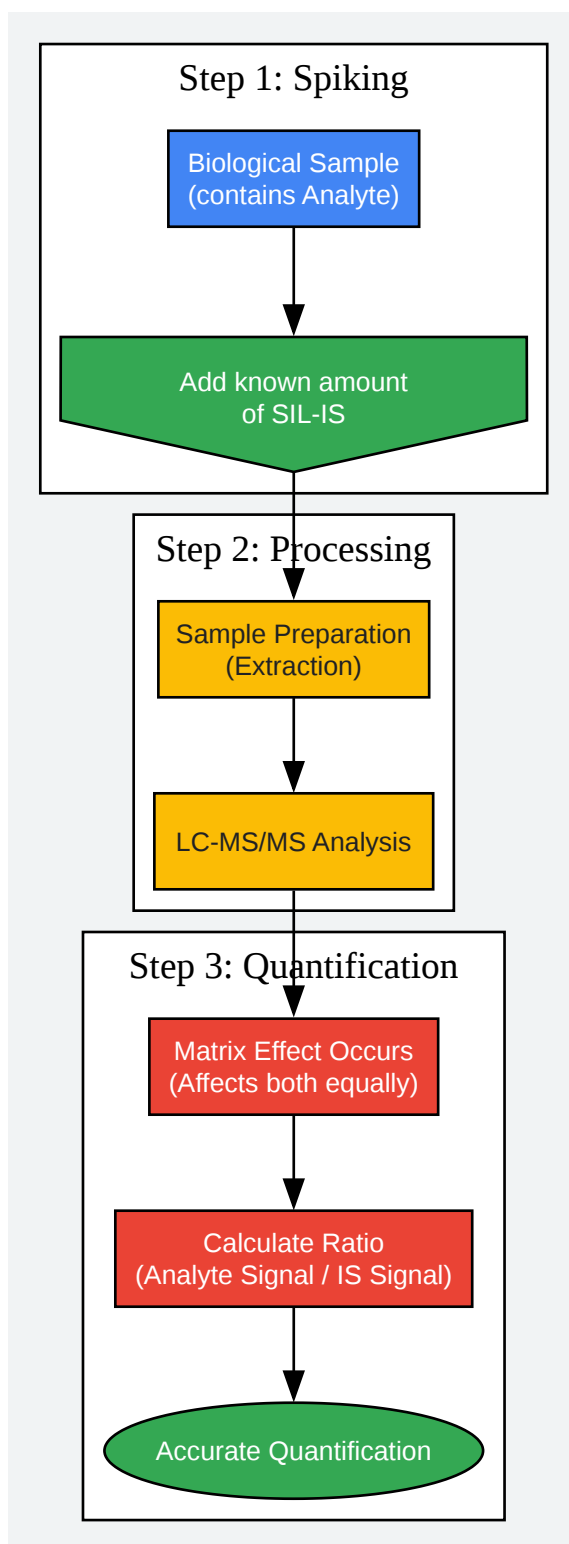 Step 1: Spiking
Biological Sample
(contains Analyte)
Add known amount
of SIL-IS
Step 2: Processing
Sample Preparation
(Extraction)
LC-MS/MS Analysis
Step 3: Quantification
Matrix Effect Occurs
(Affects both equally)
Calculate Ratio
(Analyte Signal / IS Signal)
Accurate Quantification